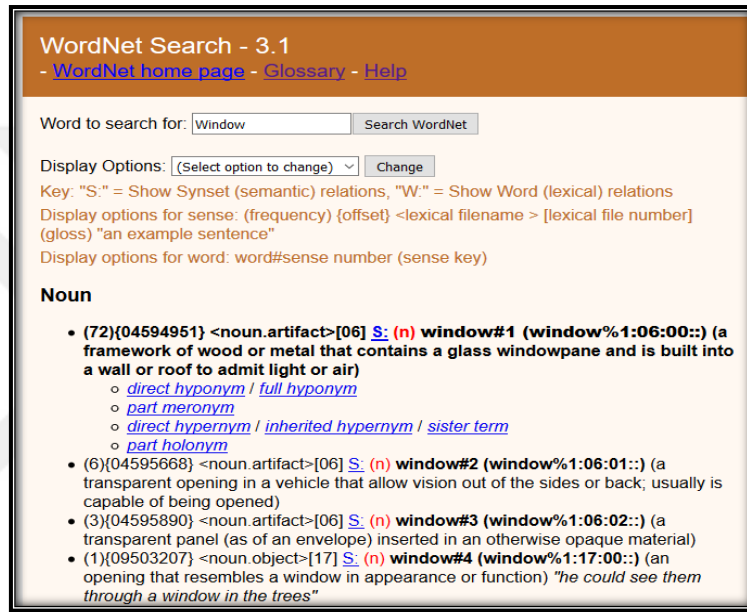 WordNet Search - 3.1
- WordNet home page - Glossary - Help
Word to search for: Window Search WordNet
Display Options: (Select option to change) Change
Key: "S:" = Show Synset (semantic) relations, "W:" = Show Word (lexical) relations
Display options for sense: (frequency) {offset} <lexical filename > [lexical file number]
(gloss) "an example sentence"
Display options for word: word#sense number (sense key)
Noun
• (72){04594951} <noun.artifact>[06] S: (n) window#1 (window%1:06:00::) (a
framework of wood or metal that contains a glass windowpane and is built into
a wall or roof to admit light or air)
○ direct hyponym / full hyponym
○ part meronym
○ direct hypernym / inherited hypernym / sister term
○ part holonym
• (6){04595668} <noun.artifact>[06] S: (n) window#2 (window%1:06:01::) (a
transparent opening in a vehicle that allow vision out of the sides or back; usually is
capable of being opened)
• (3){04595890} <noun.artifact>[06] S: (n) window#3 (window%1:06:02::) (a
transparent panel (as of an envelope) inserted in an otherwise opaque material)
• (1){09503207} <noun.object>[17] S: (n) window#4 (window%1:17:00::) (an
opening that resembles a window in appearance or function) "he could see them
through a window in the trees"